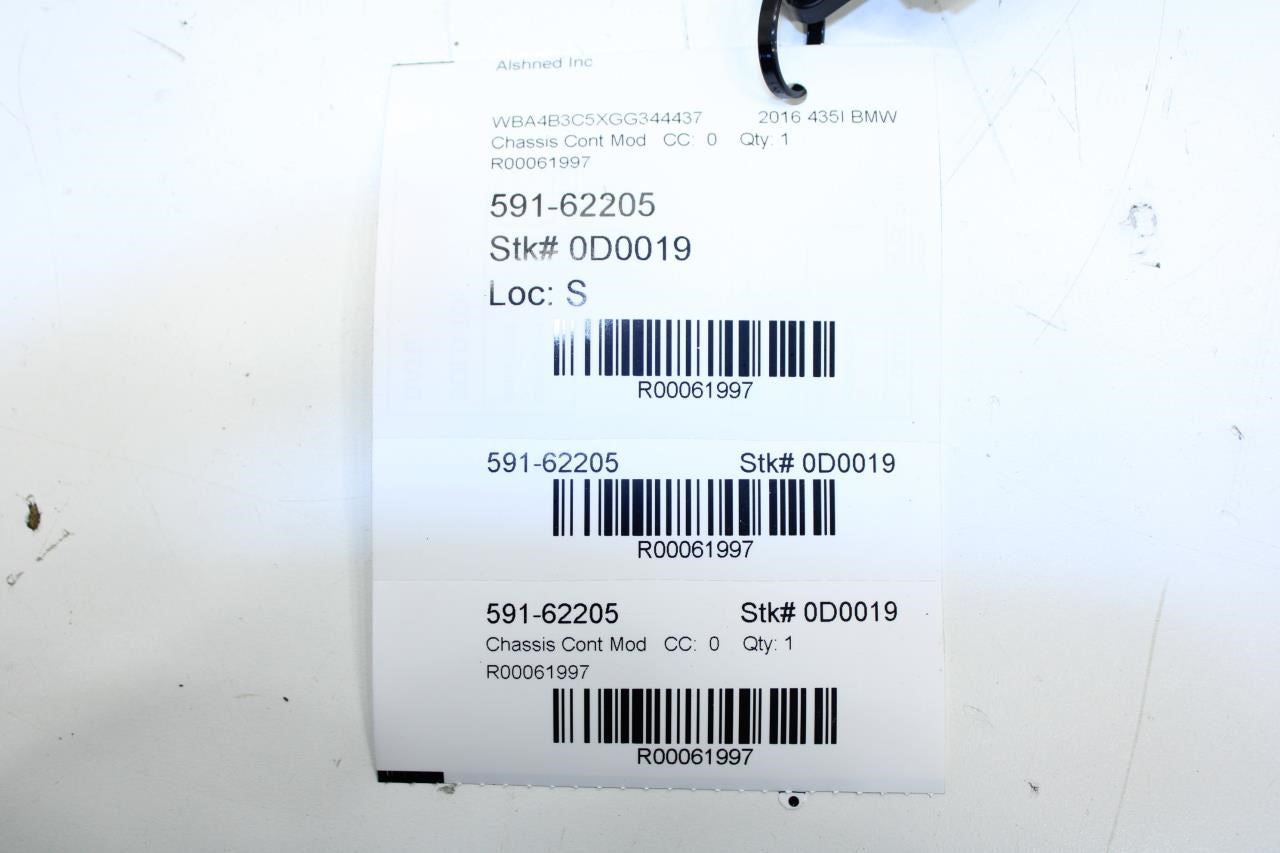 Alshned Inc
WBA4B3C5XGG344437 2016 435I BMW
Chassis Cont Mod CC: 0 Qty: 1
R00061997
591-62205
Stk# 0D0019
Loc: S
R00061997
591-62205 Stk# 0D0019
R00061997
591-62205 Stk# 0D0019
Chassis Cont Mod CC: 0 Qty: 1
R00061997
R00061997